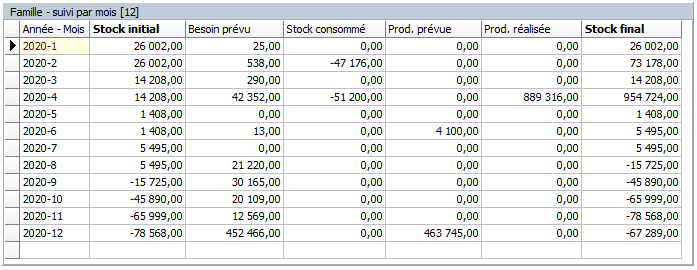 Famille - suivi par mois [12]
Année - Mois Stock initial Besoin prévu Stock consommé Prod. prévue Prod. réalisée Stock final
2020-1 26 002,00 25,00 0,00 0,00 0,00 26 002,00
2020-2 26 002,00 538,00 -47 176,00 0,00 0,00 73 178,00
2020-3 14 208,00 290,00 0,00 0,00 0,00 14 208,00
2020-4 14 208,00 42 352,00 -51 200,00 0,00 889 316,00 954 724,00
2020-5 1 408,00 0,00 0,00 0,00 0,00 1 408,00
2020-6 1 408,00 13,00 0,00 4 100,00 0,00 5 495,00
2020-7 5 495,00 0,00 0,00 0,00 0,00 5 495,00
2020-8 5 495,00 21 220,00 0,00 0,00 0,00 -15 725,00
2020-9 -15 725,00 30 165,00 0,00 0,00 0,00 -45 890,00
2020-10 -45 890,00 20 109,00 0,00 0,00 0,00 -65 999,00
2020-11 -65 999,00 12 569,00 0,00 0,00 0,00 -78 568,00
2020-12 -78 568,00 452 466,00 0,00 463 745,00 0,00 -67 289,00